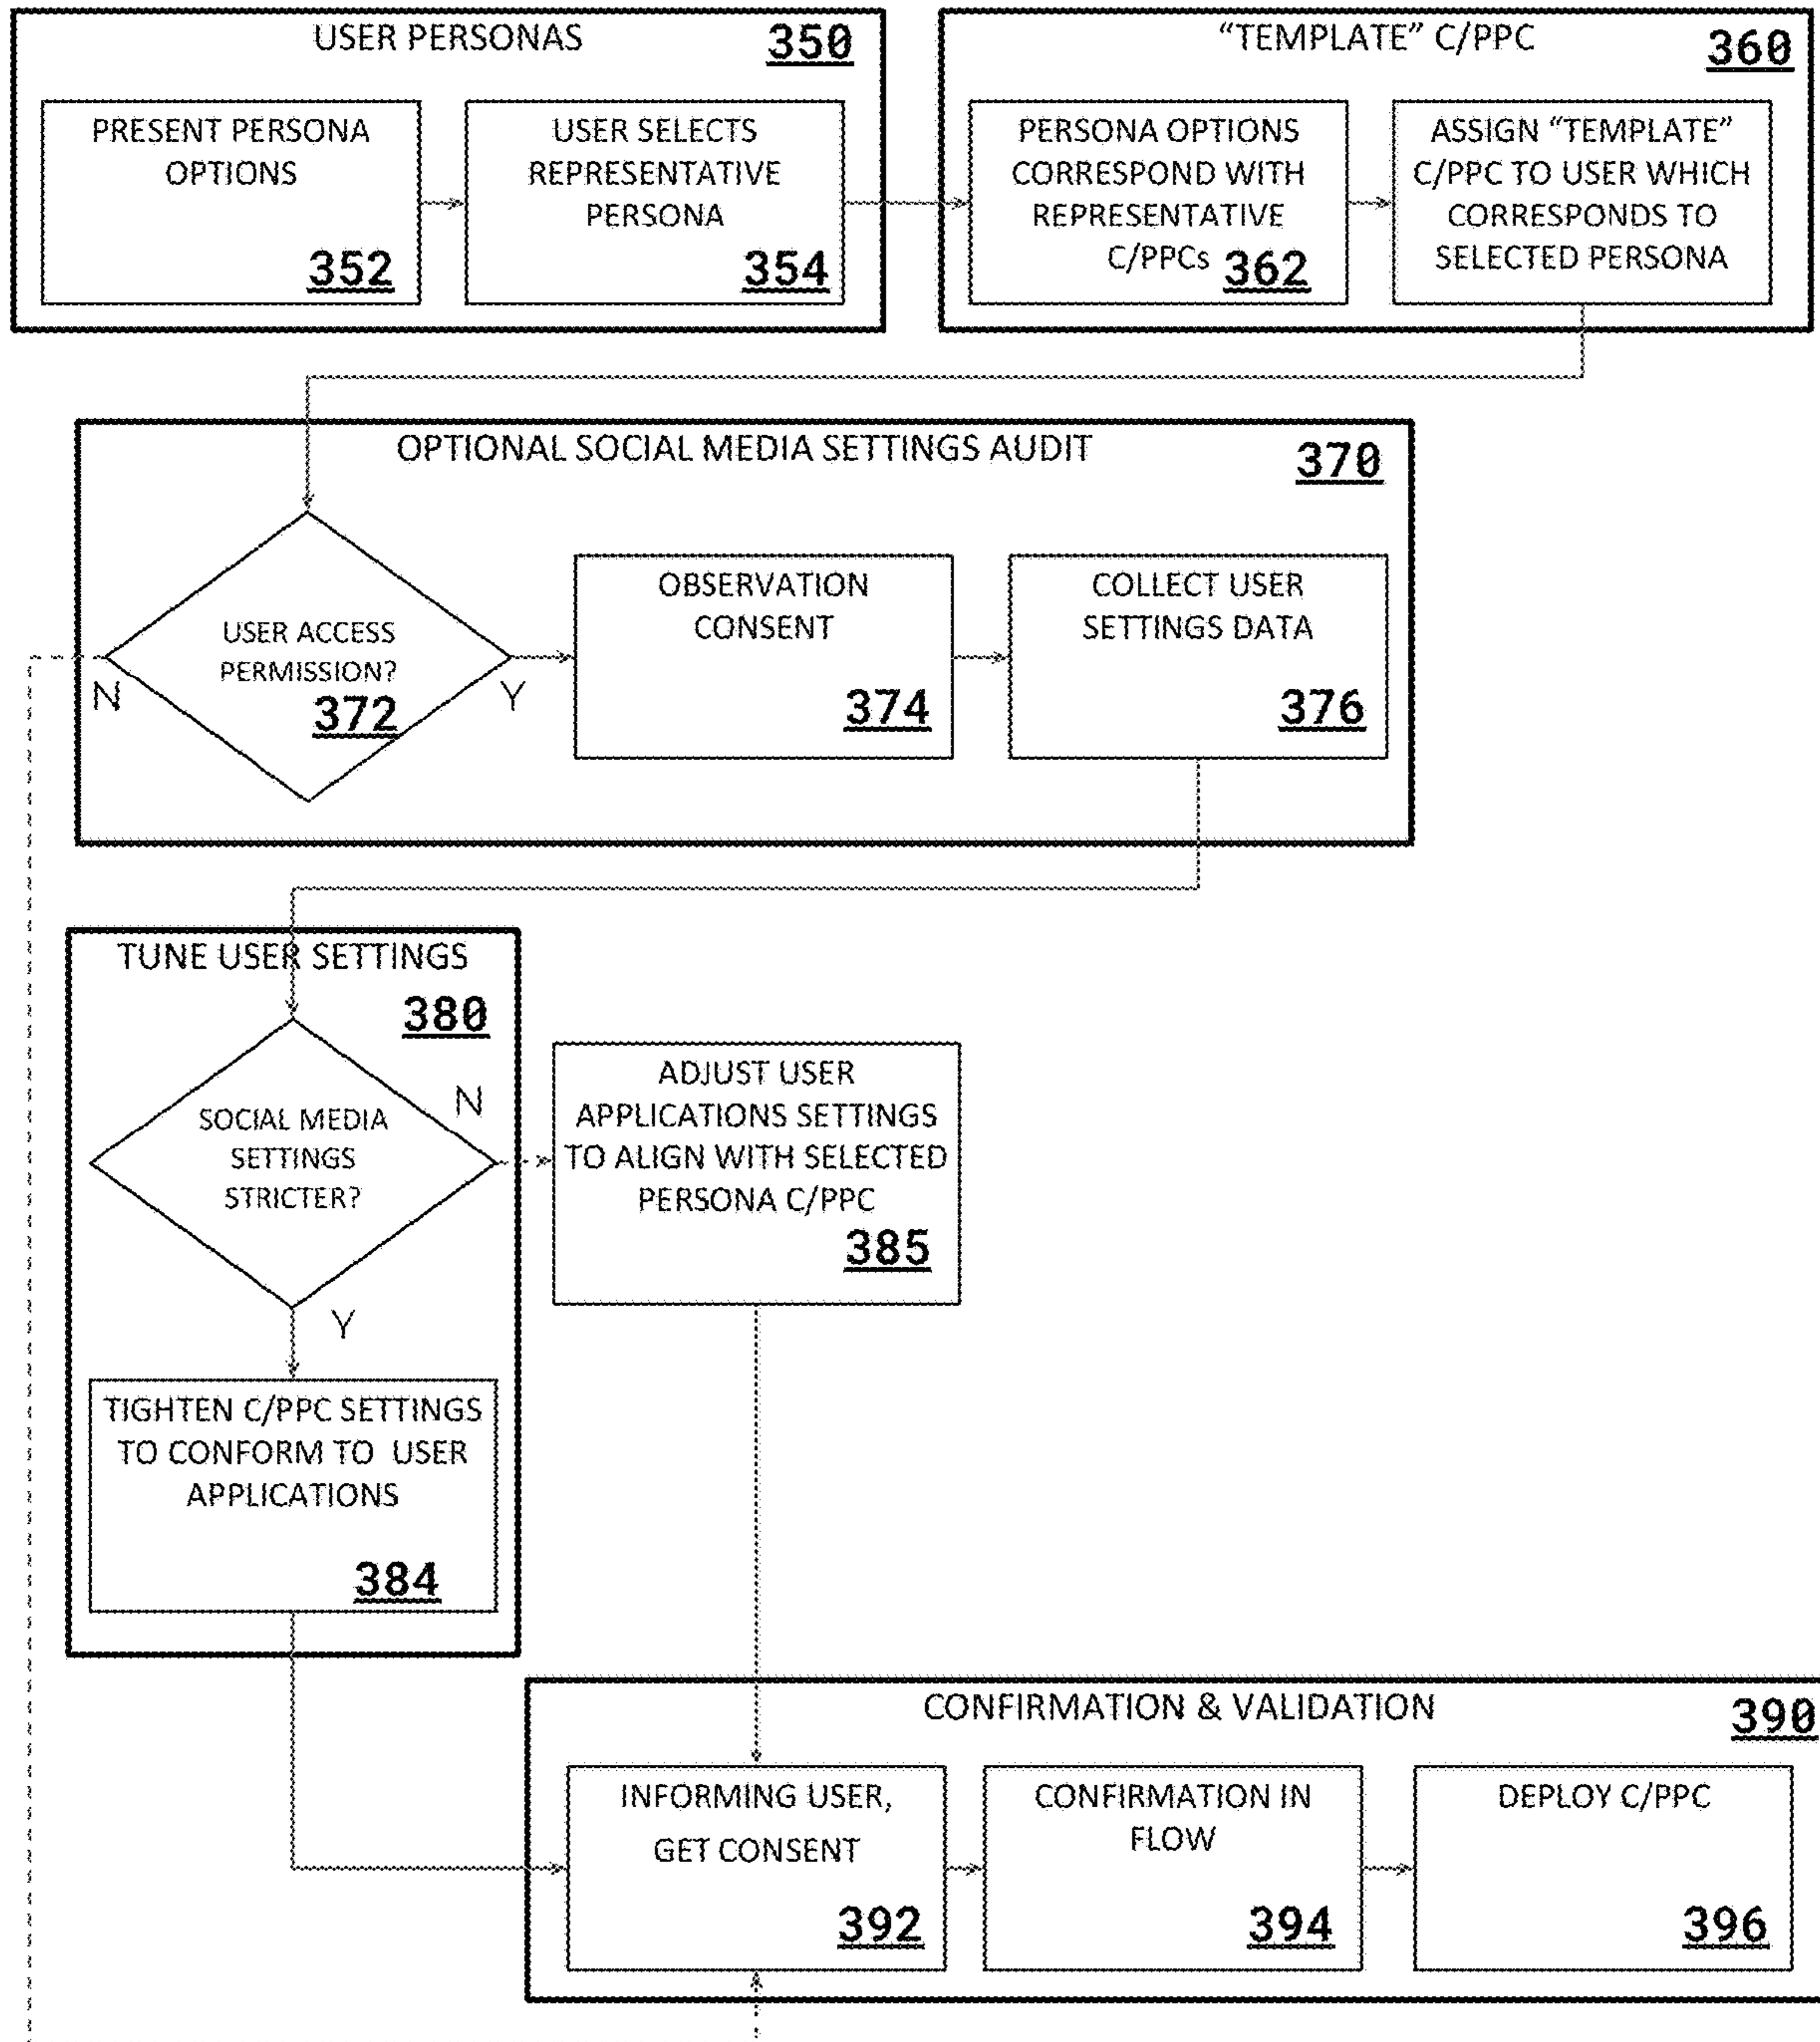 USER PERSONAS
350
PRESENT PERSONA
OPTIONS
352
USER SELECTS
REPRESENTATIVE
PERSONA
354
“TEMPLATE” C/PPC
360
PERSONA OPTIONS
CORRESPOND WITH
REPRESENTATIVE
C/PPCs 362
ASSIGN “TEMPLATE”
C/PPC TO USER WHICH
CORRESPONDS TO
SELECTED PERSONA
OPTIONAL SOCIAL MEDIA SETTINGS AUDIT
370
USER ACCESS
PERMISSION?
372
N
Y
OBSERVATION
CONSENT
374
COLLECT USER
SETTINGS DATA
376
TUNE USER SETTINGS
380
SOCIAL MEDIA
SETTINGS
STRICTER?
N
Y
ADJUST USER
APPLICATIONS SETTINGS
TO ALIGN WITH SELECTED
PERSONA C/PPC
385
TIGHTEN C/PPC SETTINGS
TO CONFORM TO USER
APPLICATIONS
384
CONFIRMATION & VALIDATION
390
INFORMING USER,
GET CONSENT
392
CONFIRMATION IN
FLOW
394
DEPLOY C/PPC
396